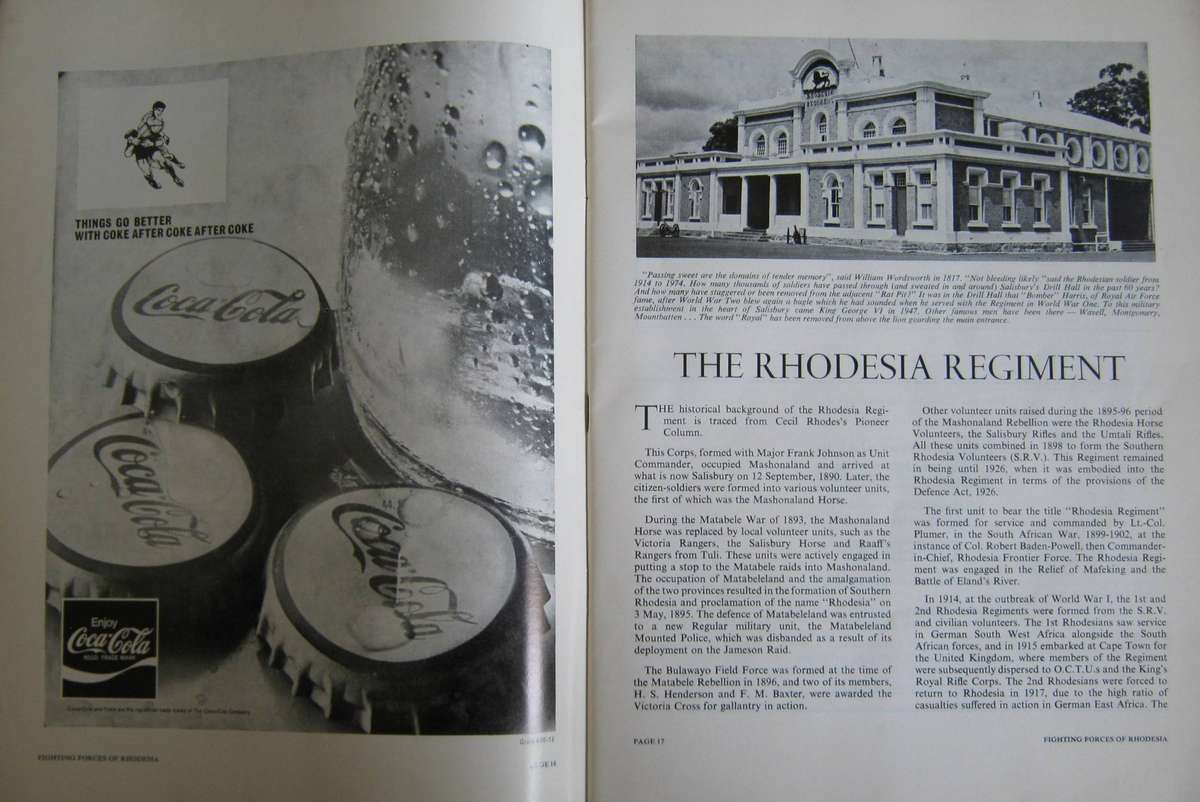 THINGS GO BETTER
WITH COKE AFTER COKE AFTER COKE
Coca-Cola
Coca-Cola
Coca-Cola
Enjoy
Coca-Cola
REGD. TRADE MARK
FIGHTING FORCES OF RHODESIA
PAGE 16
"Passing sweet are the domains of tender memory", said William Wordsworth in 1817. "Not bleeding likely "said the Rhodesian soldier from
1914 to 1974. How many thousands of soldiers have passed through (and sweated in and around) Salisbury's Drill Hall in the past 60 years?
And how many have staggered or been removed from the adjacent "Rat Pit?" It was in the Drill Hall that "Bomber" Harris, of Royal Air Force
fame, after World War Two blew again a bugle which he had sounded when he served with the Regiment in World War One. To this military
establishment in the heart of Salisbury came King George VI in 1947. Other famous men have been there — Wavell, Montgomery,
Mountbatten . . . The word "Royal" has been removed from above the lion guarding the main entrance.
THE RHODESIA REGIMENT
THE historical background of the Rhodesia Regi-
ment is traced from Cecil Rhodes's Pioneer
Column.
This Corps, formed with Major Frank Johnson as Unit
Commander, occupied Mashonaland and arrived at
what is now Salisbury on 12 September, 1890. Later, the
citizen-soldiers were formed into various volunteer units,
the first of which was the Mashonaland Horse.
During the Matabele War of 1893, the Mashonaland
Horse was replaced by local volunteer units, such as the
Victoria Rangers, the Salisbury Horse and Raaff's
Rangers from Tuli. These units were actively engaged in
putting a stop to the Matabele raids into Mashonaland.
The occupation of Matabeleland and the amalgamation
of the two provinces resulted in the formation of Southern
Rhodesia and proclamation of the name "Rhodesia" on
3 May, 1895. The defence of Matabeleland was entrusted
to a new Regular military unit, the Matabeleland
Mounted Police, which was disbanded as a result of its
deployment on the Jameson Raid.
The Bulawayo Field Force was formed at the time of
the Matabele Rebellion in 1896, and two of its members,
H. S. Henderson and F. M. Baxter, were awarded the
Victoria Cross for gallantry in action.
Other volunteer units raised during the 1895-96 period
of the Mashonaland Rebellion were the Rhodesia Horse
Volunteers, the Salisbury Rifles and the Umtali Rifles.
All these units combined in 1898 to form the Southern
Rhodesia Volunteers (S.R.V.). This Regiment remained
in being until 1926, when it was embodied into the
Rhodesia Regiment in terms of the provisions of the
Defence Act, 1926.
The first unit to bear the title "Rhodesia Regiment"
was formed for service and commanded by Lt.-Col.
Plumer, in the South African War, 1899-1902, at the
instance of Col. Robert Baden-Powell, then Commander-
in-Chief, Rhodesia Frontier Force. The Rhodesia Regi-
ment was engaged in the Relief of Mafeking and the
Battle of Eland's River.
In 1914, at the outbreak of World War I, the 1st and
2nd Rhodesia Regiments were formed from the S.R.V.
and civilian volunteers. The 1st Rhodesians saw service
in German South West Africa alongside the South
African forces, and in 1915 embarked at Cape Town for
the United Kingdom, where members of the Regiment
were subsequently dispersed to O.C.T.U.s and the King's
Royal Rifle Corps. The 2nd Rhodesians were forced to
return to Rhodesia in 1917, due to the high ratio of
casualties suffered in action in German East Africa. The
PAGE 17
FIGHTING FORCES OF RHODESIA